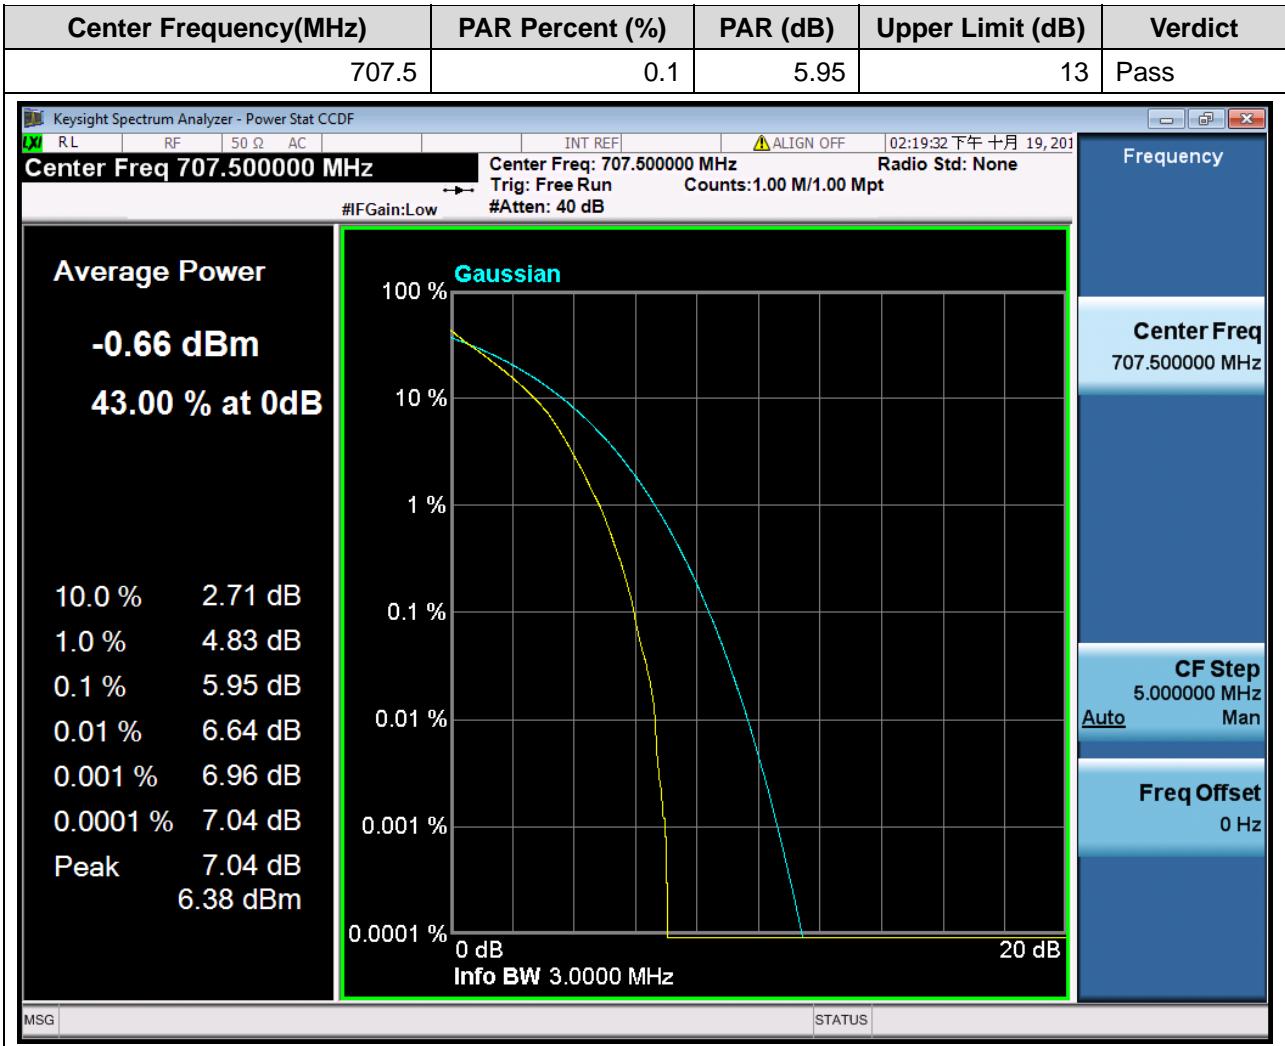 Center Frequency(MHz) PAR Percent (%) PAR (dB) Upper Limit (dB) Verdict
707.5 0.1 5.95 13 Pass
Keysight Spectrum Analyzer - Power Stat CCDF
LXI RL RF 50 Ω AC INT REF ALIGN OFF 02:19:32 下午 十月 19, 201
Center Freq 707.500000 MHz
Center Freq: 707.500000 MHz Radio Std: None
Trig: Free Run Counts:1.00 M/1.00 Mpt
#IFGain:Low #Atten: 40 dB
Average Power
-0.66 dBm
43.00 % at 0dB
10.0 % 2.71 dB
1.0 % 4.83 dB
0.1 % 5.95 dB
0.01 % 6.64 dB
0.001 % 6.96 dB
0.0001 % 7.04 dB
Peak 7.04 dB
6.38 dBm
Gaussian
100 %
10 %
1 %
0.1 %
0.01 %
0.001 %
0.0001 %
0 dB 20 dB
Info BW 3.0000 MHz
Frequency
Center Freq
707.500000 MHz
CF Step
5.000000 MHz
Auto Man
Freq Offset
0 Hz
MSG STATUS